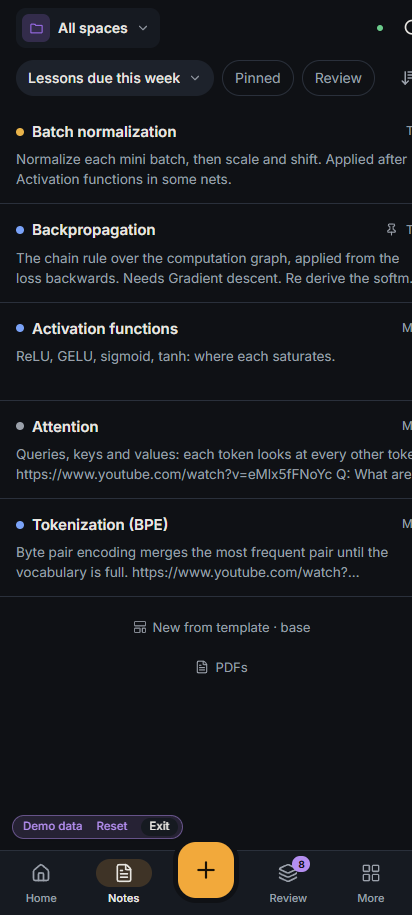 All spaces
Lessons due this week
Pinned
Review
Batch normalization
Normalize each mini batch, then scale and shift. Applied after
Activation functions in some nets.
Backpropagation
The chain rule over the computation graph, applied from the
loss backwards. Needs Gradient descent. Re derive the softm...
Activation functions
M
ReLU, GELU, sigmoid, tanh: where each saturates.
Attention
M
Queries, keys and values: each token looks at every other toke
https://www.youtube.com/watch?v=eMlx5fFNoYc Q: What are
Tokenization (BPE)
M
Byte pair encoding merges the most frequent pair until the
vocabulary is full. https://www.youtube.com/watch?...
New from template · base
PDFs
Demo data Reset Exit
8
Home
Notes
Review
More